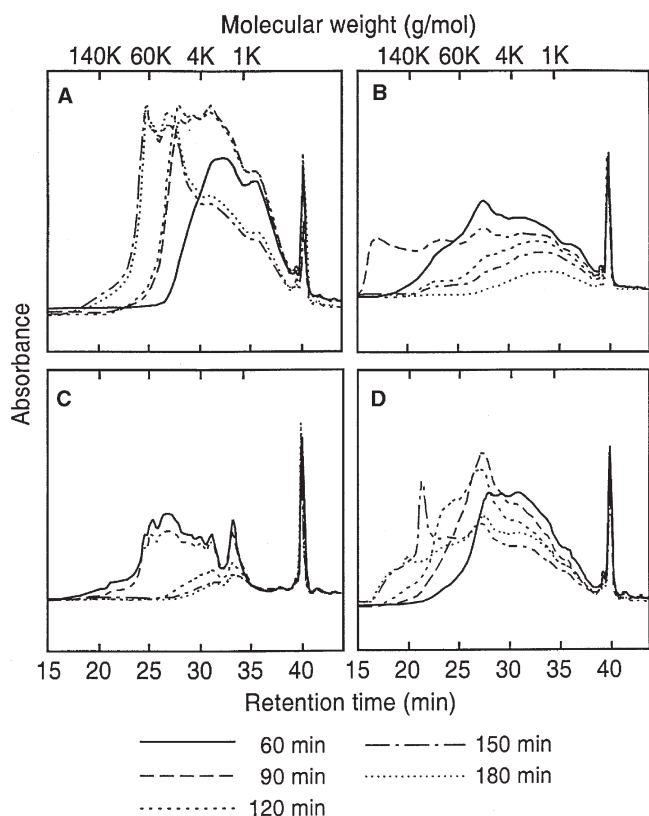 Molecular weight (g/mol)
140K 60K 4K 1K 140K 60K 4K 1K
A B
Absorbance
C D
15 20 25 30 35 40 15 20 25 30 35 40
Retention time (min)
60 min 150 min
90 min 180 min
120 min